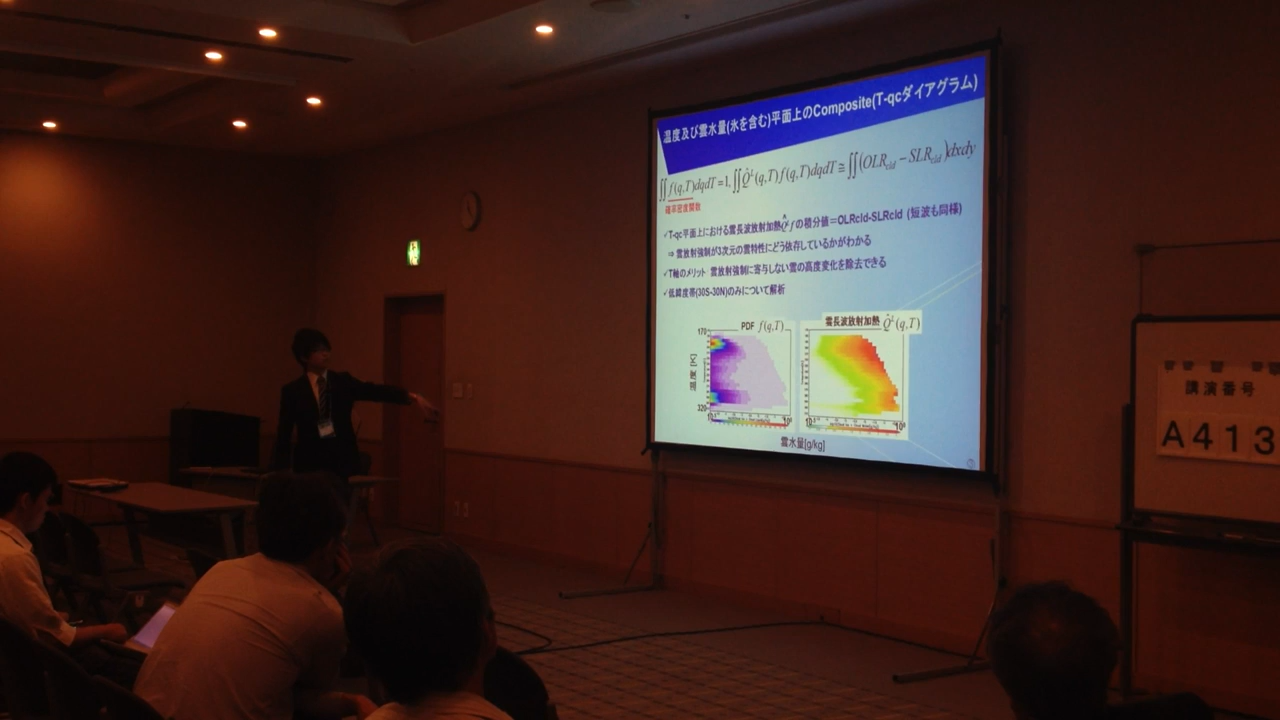 温度及び雲水量(氷を含む)平面上のComposite(T-qcダイアグラム)
∬f(q,T)dqdT=1, ∬Q̂ᴸ(q,T)f(q,T)dqdT≅∬(OLRcld−SLRcld)dxdy
確率密度関数
✓T-qc平面上における雲長波放射加熱Q̂ᴸfの積分値=OLRcld-SLRcld (短波も同様)
⇒ 雲放射強制が3次元の雲特性にどう依存しているかがわかる
✓T軸のメリット 雲放射強制に寄与しない雲の高度変化を除去できる
✓低緯度帯(30S-30N)のみについて解析
PDF f(q,T)
雲長波放射加熱 Q̂ᴸ(q,T)
170
温度 [K]
320
10⁰
10⁰
雲水量[g/kg]
講演番号
A413